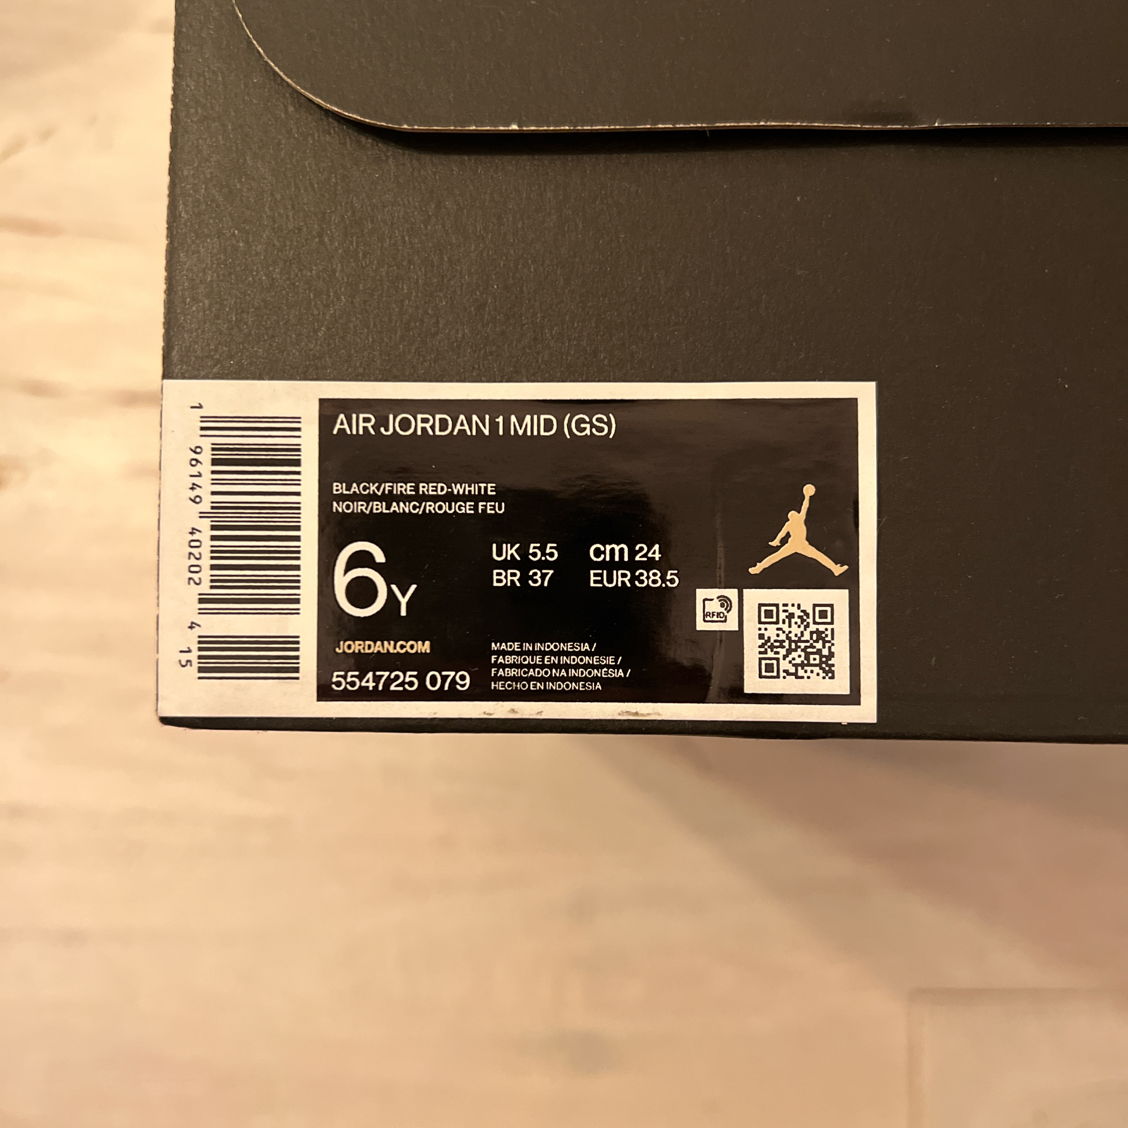 AIR JORDAN 1 MID (GS)
BLACK/FIRE RED-WHITE
NOIR/BLANC/ROUGE FEU
6Y
UK 5.5 cm 24
BR 37 EUR 38.5
JORDAN.COM
554725 079
MADE IN INDONESIA /
FABRIQUE EN INDONESIE /
FABRICADO NA INDONÉSIA /
HECHO EN INDONESIA
RFID
1 96149 40202 4 15